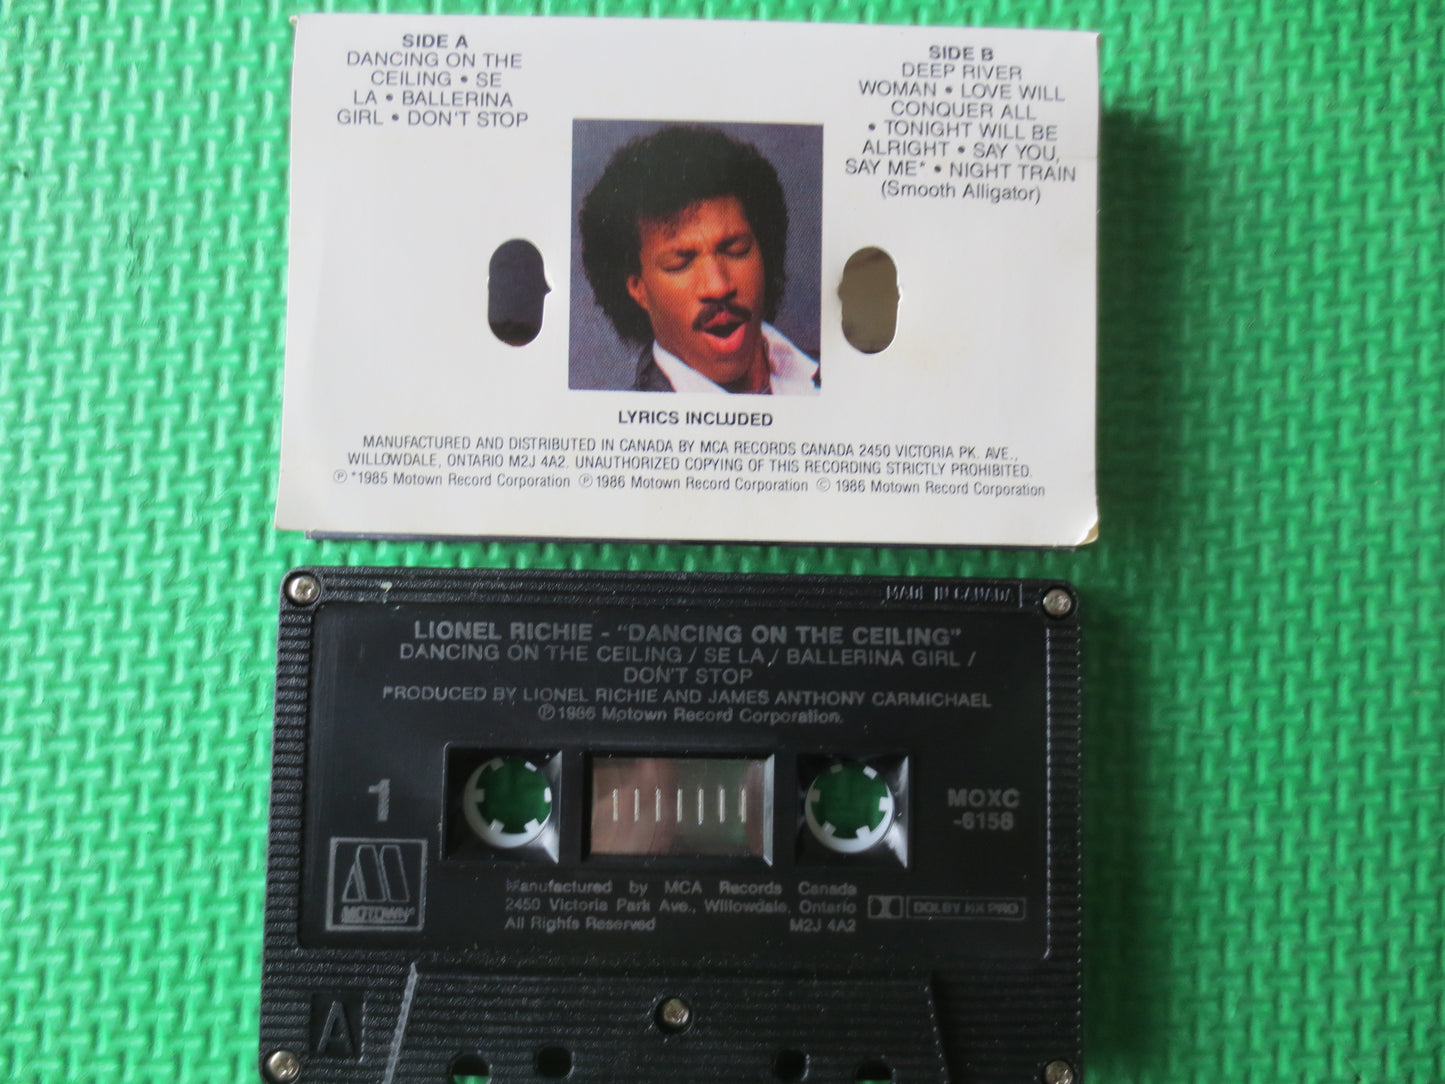 SIDE A
DANCING ON THE
CEILING • SE
LA • BALLERINA
GIRL • DON'T STOP
SIDE B
DEEP RIVER
WOMAN • LOVE WILL
CONQUER ALL
• TONIGHT WILL BE
ALRIGHT • SAY YOU,
SAY ME* • NIGHT TRAIN
(Smooth Alligator)
LYRICS INCLUDED
MANUFACTURED AND DISTRIBUTED IN CANADA BY MCA RECORDS CANADA 2450 VICTORIA PK. AVE.,
WILLOWDALE, ONTARIO M2J 4A2. UNAUTHORIZED COPYING OF THIS RECORDING STRICTLY PROHIBITED.
℗ *1985 Motown Record Corporation ℗ 1986 Motown Record Corporation © 1986 Motown Record Corporation
MADE IN CANADA
LIONEL RICHIE - "DANCING ON THE CEILING"
DANCING ON THE CEILING / SE LA / BALLERINA GIRL /
DON'T STOP
PRODUCED BY LIONEL RICHIE AND JAMES ANTHONY CARMICHAEL
℗ 1986 Motown Record Corporation.
1
MOXC
-6158
M
MOTOWN
Manufactured by MCA Records Canada
2450 Victoria Park Ave., Willowdale, Ontario
All Rights Reserved M2J 4A2
DOLBY HX PRO
A